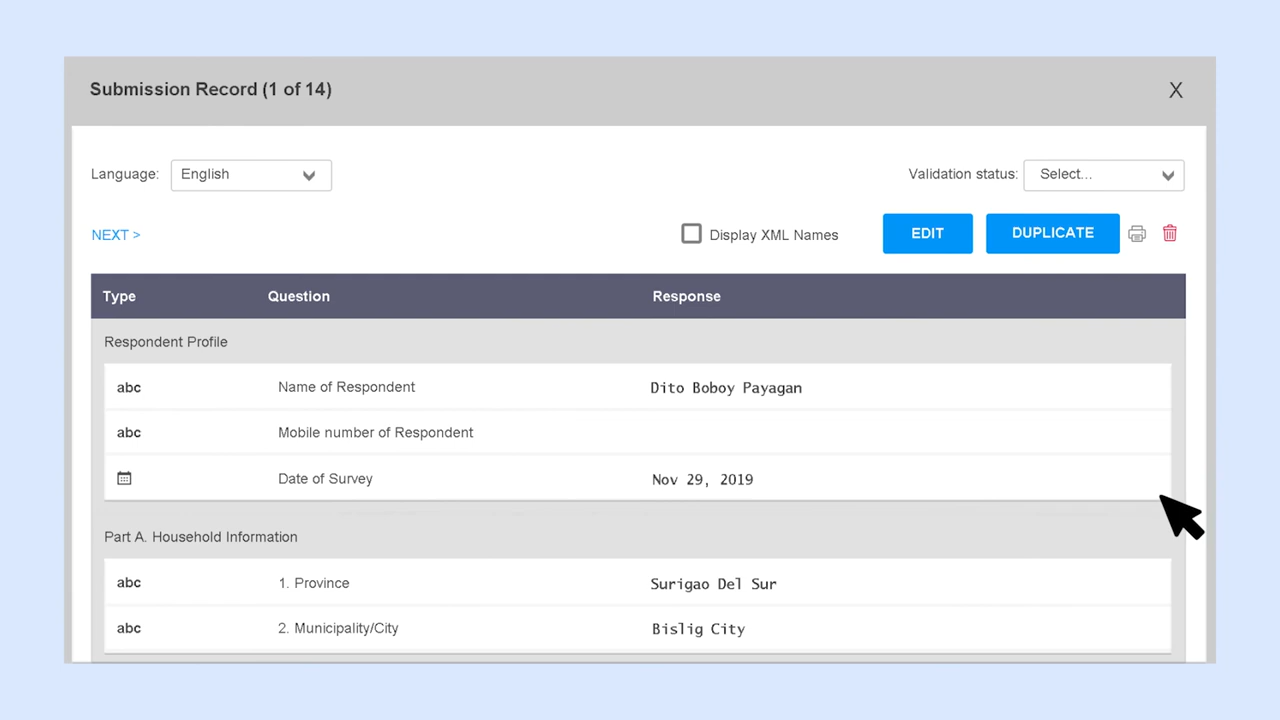 Submission Record (1 of 14) X
Language: English Validation status: Select...
NEXT > Display XML Names EDIT DUPLICATE
Type Question Response
Respondent Profile
abc Name of Respondent Dito Boboy Payagan
abc Mobile number of Respondent
Date of Survey Nov 29, 2019
Part A. Household Information
abc 1. Province Surigao Del Sur
abc 2. Municipality/City Bislig City